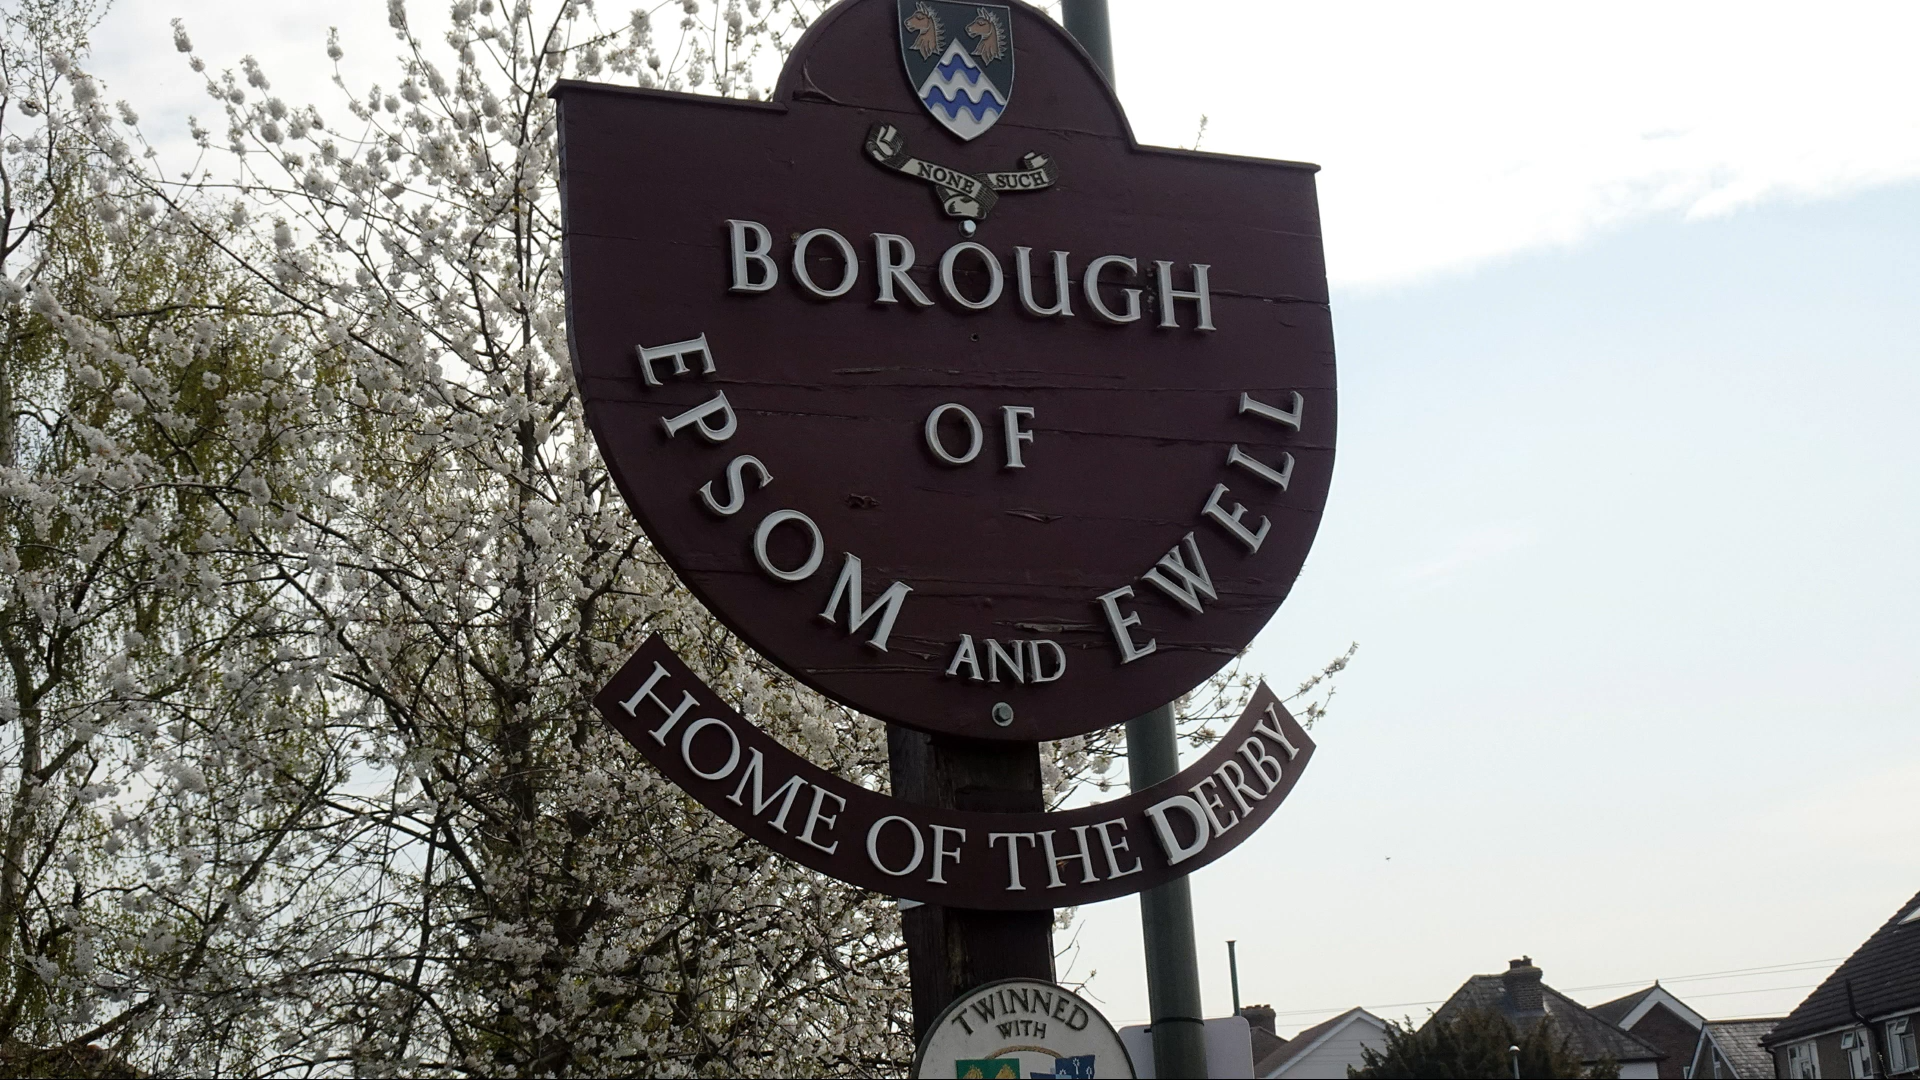 NONE SUCH
BOROUGH
OF
EPSOM AND EWELL
HOME OF THE DERBY
TWINNED
WITH